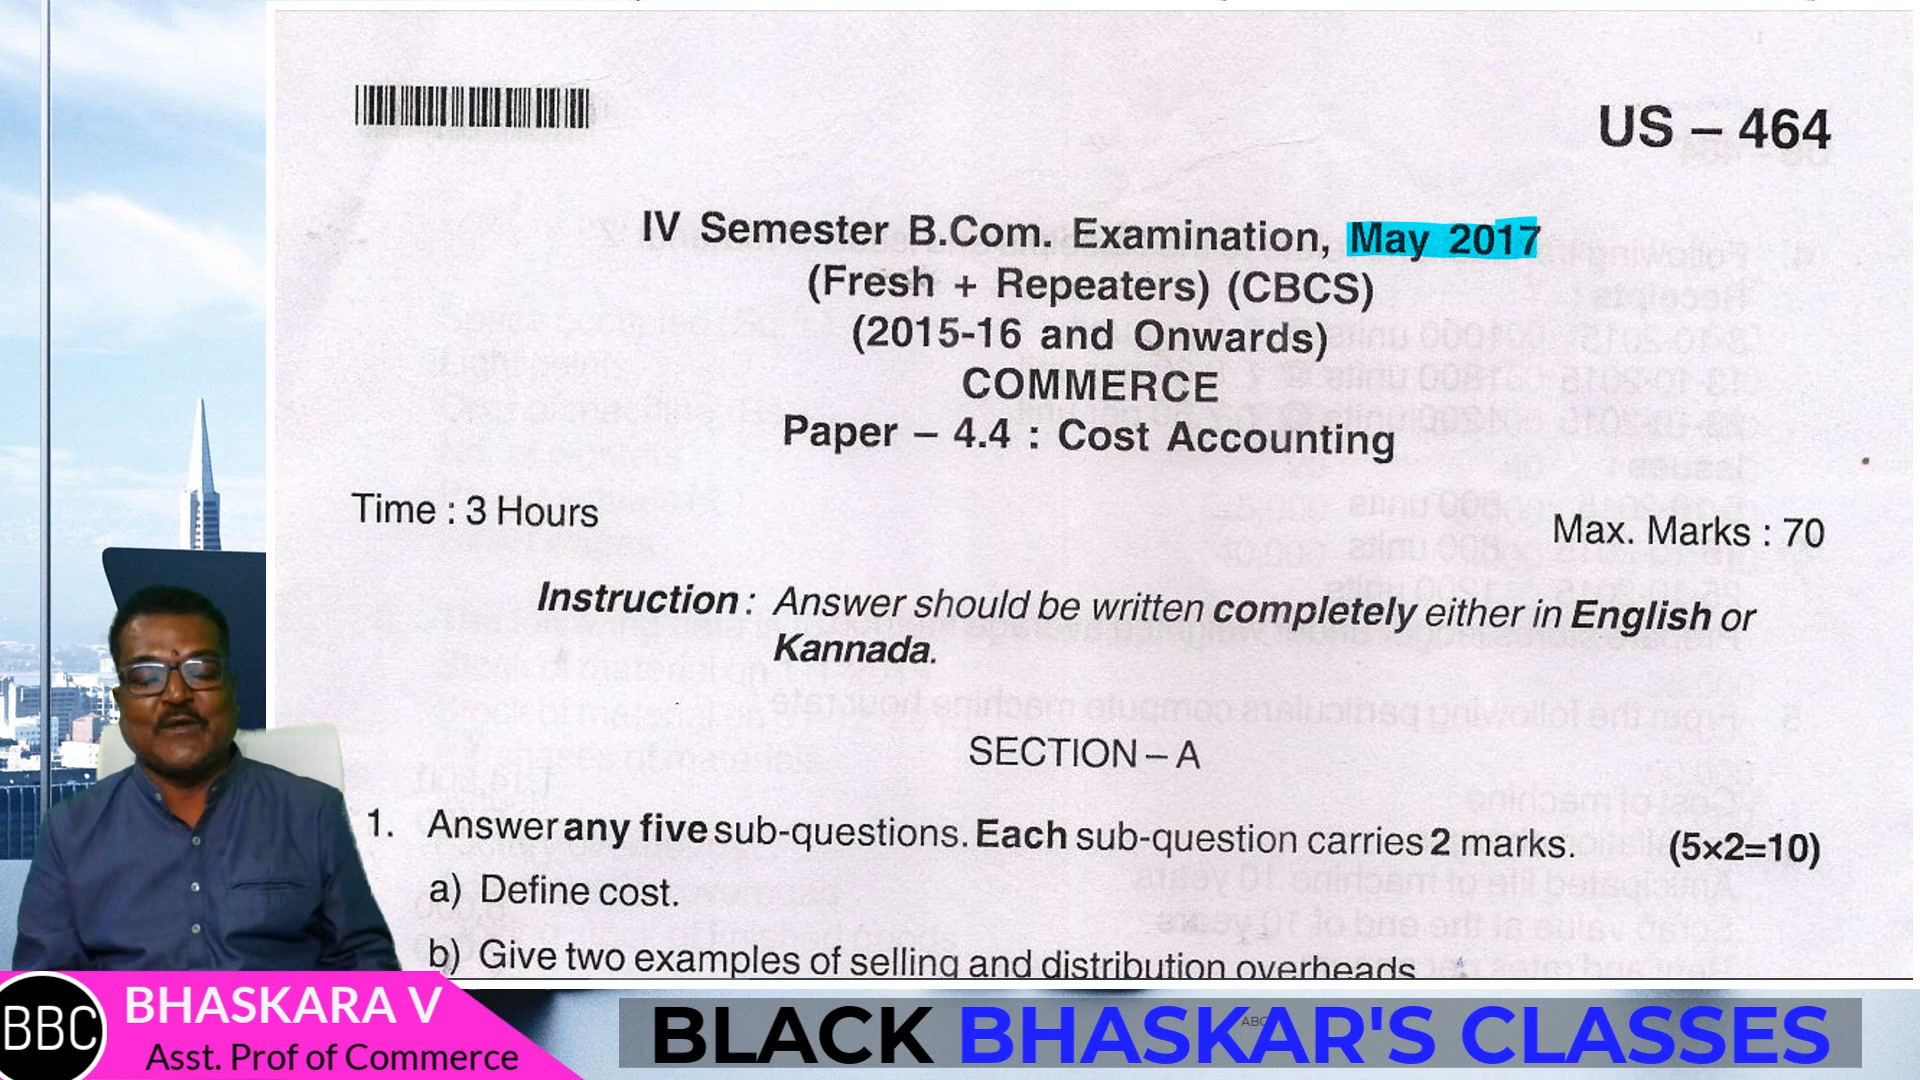 US – 464
IV Semester B.Com. Examination, May 2017
(Fresh + Repeaters) (CBCS)
(2015-16 and Onwards)
COMMERCE
Paper – 4.4 : Cost Accounting
Time : 3 Hours
Max. Marks : 70
Instruction : Answer should be written completely either in English or
Kannada.
SECTION – A
1. Answer any five sub-questions. Each sub-question carries 2 marks. (5×2=10)
a) Define cost.
b) Give two examples of selling and distribution overheads
BBC
BHASKARA V
Asst. Prof of Commerce
ABC
BLACK BHASKAR'S CLASSES